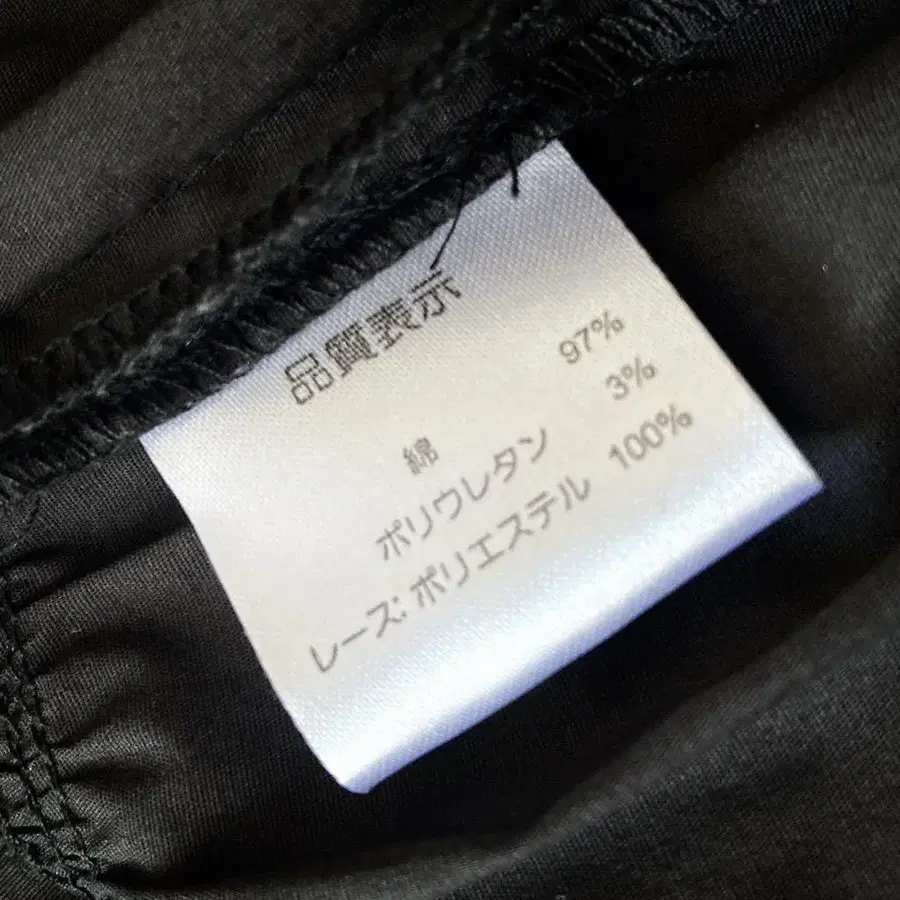 品質表示
綿 97%
ポリウレタン 3%
レース:ポリエステル 100%